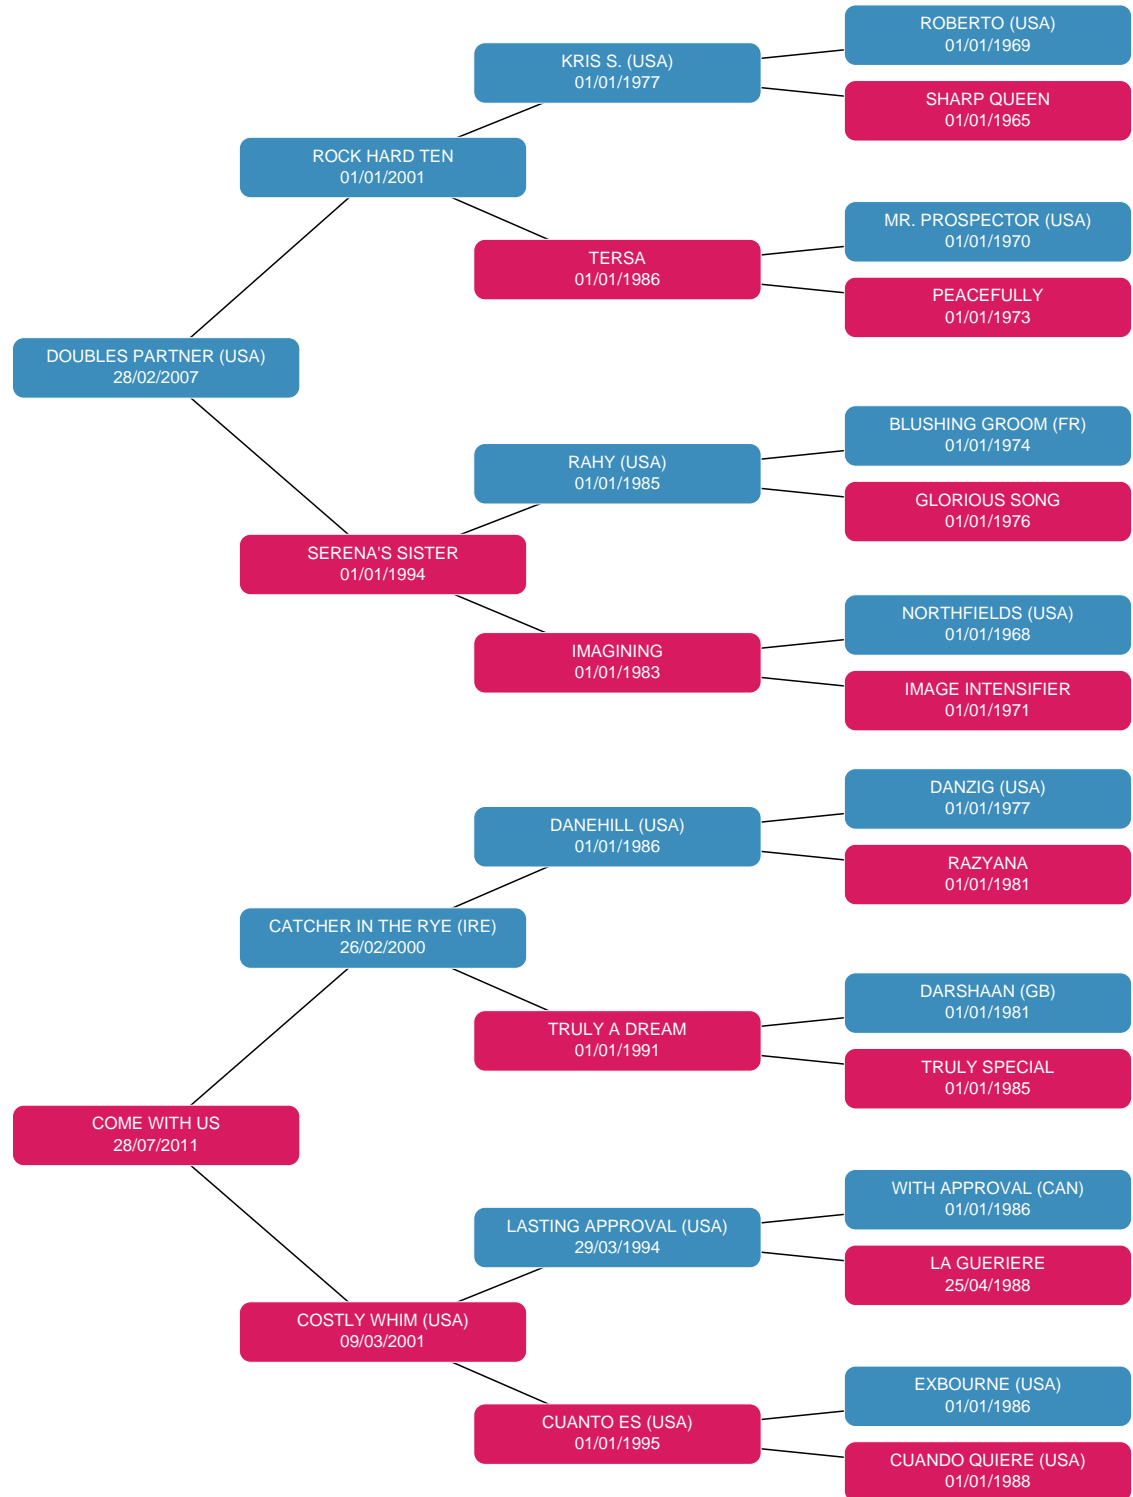 ROBERTO (USA)
01/01/1969
KRIS S. (USA)
01/01/1977
SHARP QUEEN
01/01/1965
ROCK HARD TEN
01/01/2001
MR. PROSPECTOR (USA)
01/01/1970
TERSA
01/01/1986
PEACEFULLY
01/01/1973
DOUBLES PARTNER (USA)
28/02/2007
BLUSHING GROOM (FR)
01/01/1974
RAHY (USA)
01/01/1985
GLORIOUS SONG
01/01/1976
SERENA'S SISTER
01/01/1994
NORTHFIELDS (USA)
01/01/1968
IMAGINING
01/01/1983
IMAGE INTENSIFIER
01/01/1971
DANZIG (USA)
01/01/1977
DANEHILL (USA)
01/01/1986
RAZYANA
01/01/1981
CATCHER IN THE RYE (IRE)
26/02/2000
DARSHAAN (GB)
01/01/1981
TRULY A DREAM
01/01/1991
TRULY SPECIAL
01/01/1985
COME WITH US
28/07/2011
WITH APPROVAL (CAN)
01/01/1986
LASTING APPROVAL (USA)
29/03/1994
LA GUERIERE
25/04/1988
COSTLY WHIM (USA)
09/03/2001
EXBOURNE (USA)
01/01/1986
CUANTO ES (USA)
01/01/1995
CUANDO QUIERE (USA)
01/01/1988